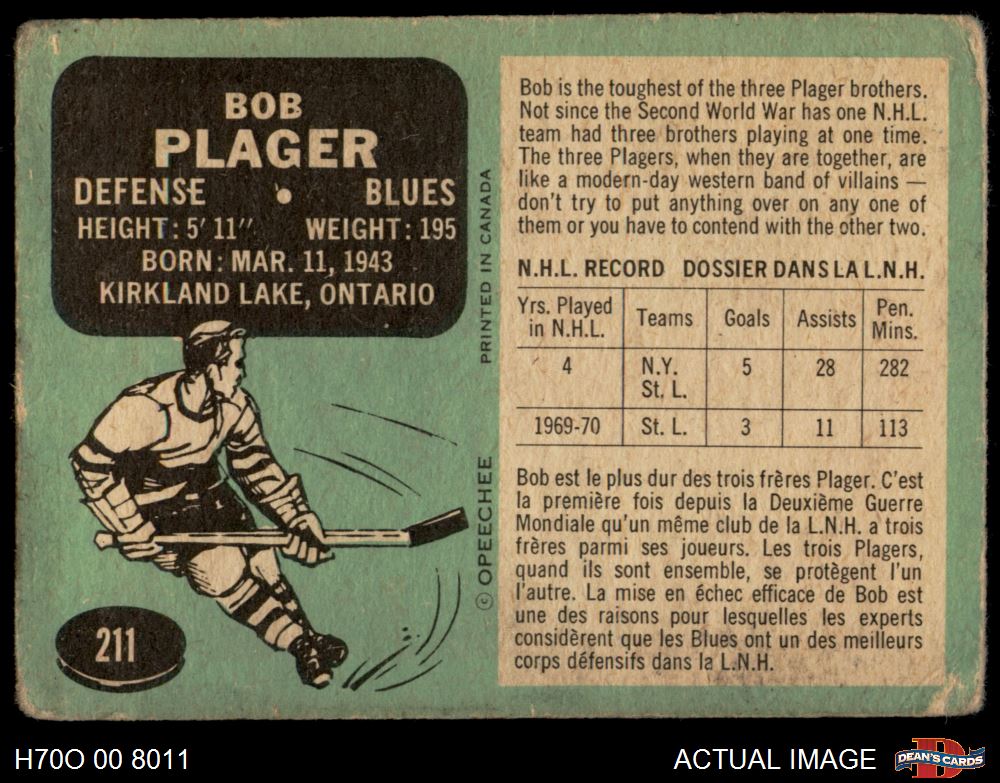 BOB
PLAGER
DEFENSE • BLUES
HEIGHT: 5' 11" WEIGHT: 195
BORN: MAR. 11, 1943
KIRKLAND LAKE, ONTARIO
211
PRINTED IN CANADA
© OPEECHEE
Bob is the toughest of the three Plager brothers.
Not since the Second World War has one N.H.L.
team had three brothers playing at one time.
The three Plagers, when they are together, are
like a modern-day western band of villains —
don't try to put anything over on any one of
them or you have to contend with the other two.
N.H.L. RECORD DOSSIER DANS LA L.N.H.
Yrs. Played in N.H.L. Teams Goals Assists Pen. Mins.
4 N.Y. St. L. 5 28 282
1969-70 St. L. 3 11 113
Bob est le plus dur des trois frères Plager. C'est
la première fois depuis la Deuxième Guerre
Mondiale qu'un même club de la L.N.H. a trois
frères parmi ses joueurs. Les trois Plagers,
quand ils sont ensemble, se protègent l'un
l'autre. La mise en échec efficace de Bob est
une des raisons pour lesquelles les experts
considèrent que les Blues ont un des meilleurs
corps défensifs dans la L.N.H.
H70O 00 8011
ACTUAL IMAGE
D
DEAN'S CARDS